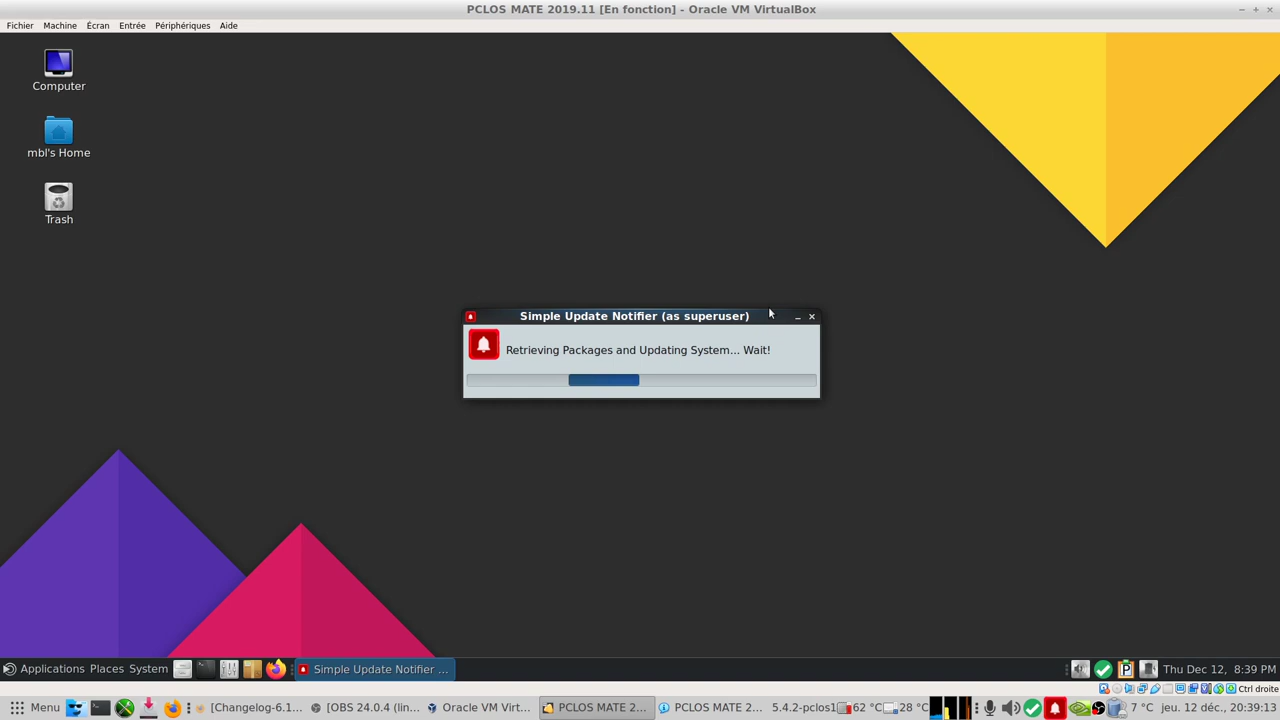 PCLOS MATE 2019.11 [En fonction] - Oracle VM VirtualBox
Fichier Machine Écran Entrée Périphériques Aide
Computer
mbl's Home
Trash
Simple Update Notifier (as superuser)
Retrieving Packages and Updating System... Wait!
Applications Places System Simple Update Notifier ... Thu Dec 12, 8:39 PM
Ctrl droite
Menu [Changelog-6.1... [OBS 24.0.4 (lin... Oracle VM Virt... PCLOS MATE 2... PCLOS MATE 2... 5.4.2-pclos1 62 °C 28 °C 7 °C jeu. 12 déc., 20:39:13